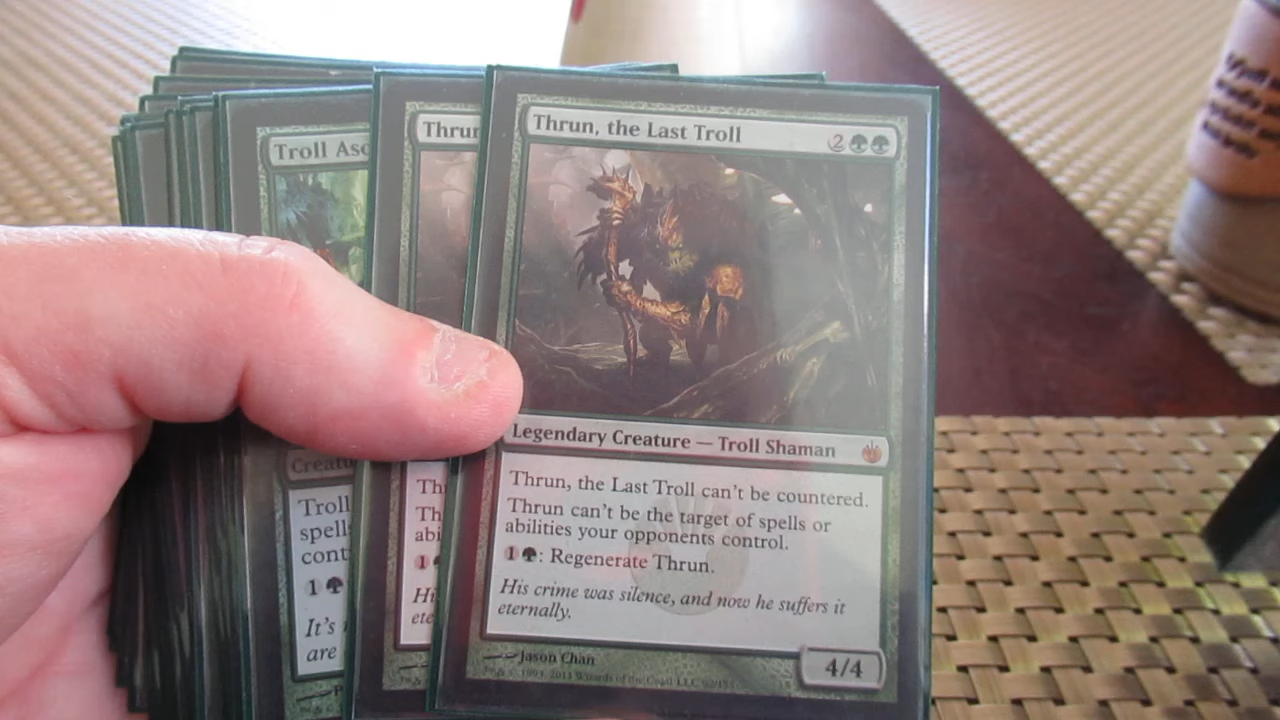 Troll Asc
Creatu
Troll
spells
cont
1
It's
are
Thrun
Th
Th
abi
1
Hi
ete
Thrun, the Last Troll
2
Legendary Creature — Troll Shaman
Thrun, the Last Troll can't be countered.
Thrun can't be the target of spells or
abilities your opponents control.
1 : Regenerate Thrun.
His crime was silence, and now he suffers it
eternally.
Jason Chan
4/4